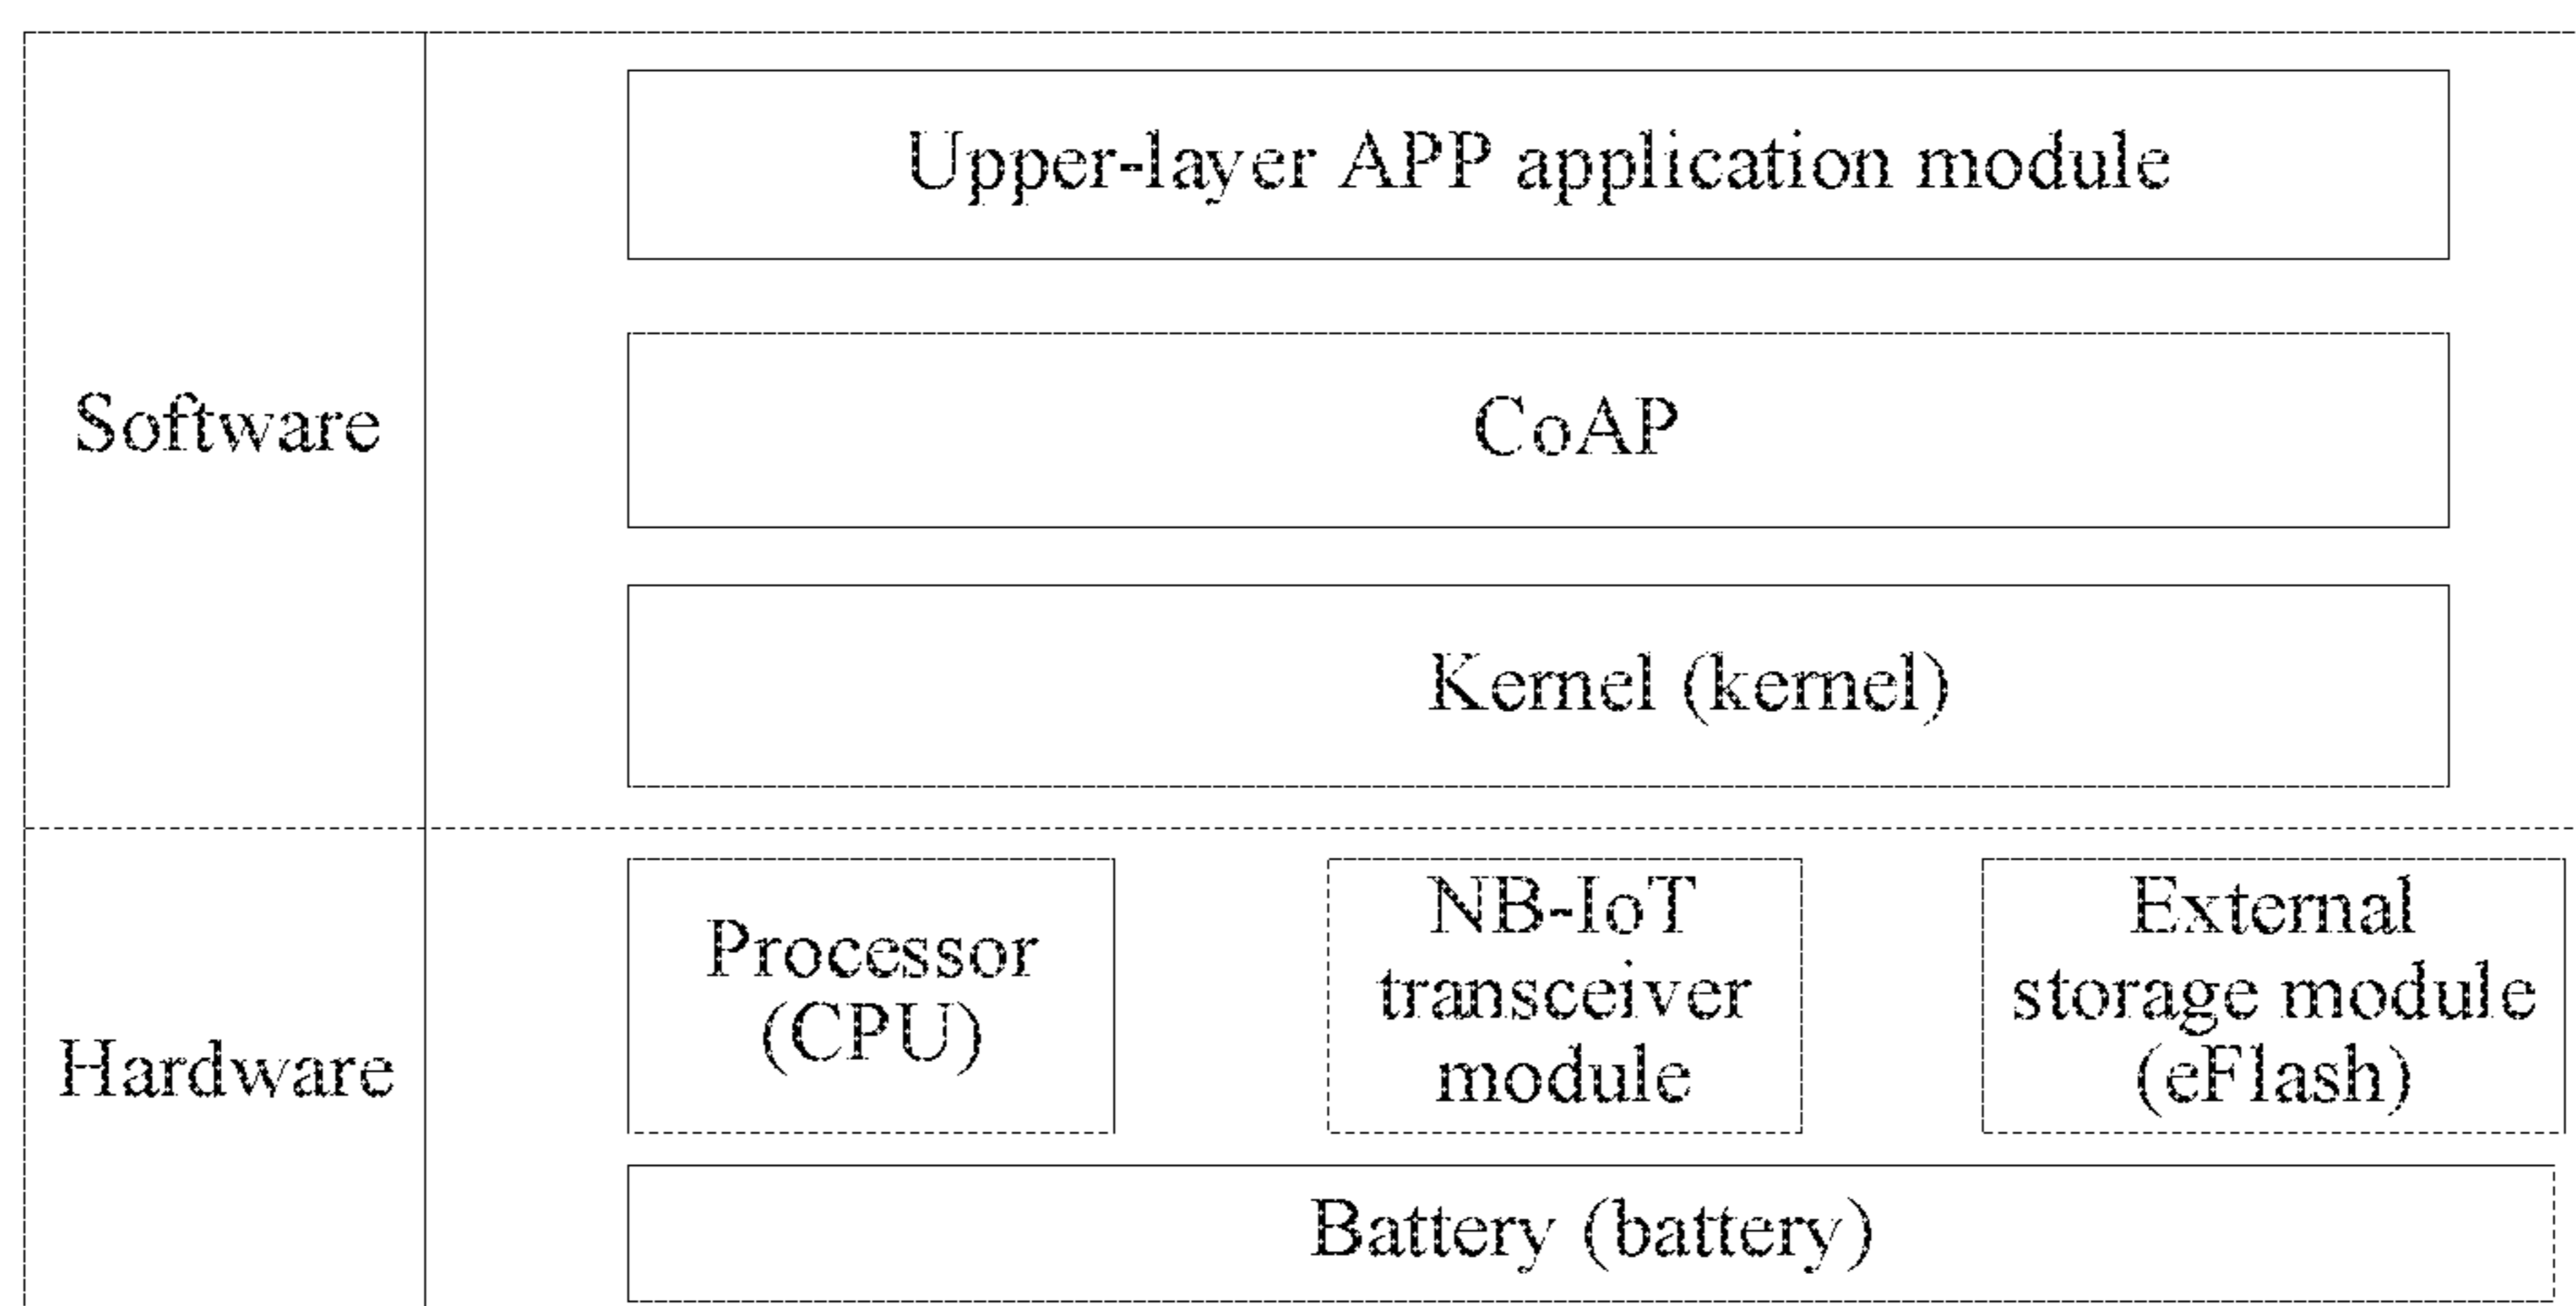 Software
Upper-layer APP application module
CoAP
Kernel (kernel)
Hardware
Processor
(CPU)
NB-IoT
transceiver
module
External
storage module
(eFlash)
Battery (battery)